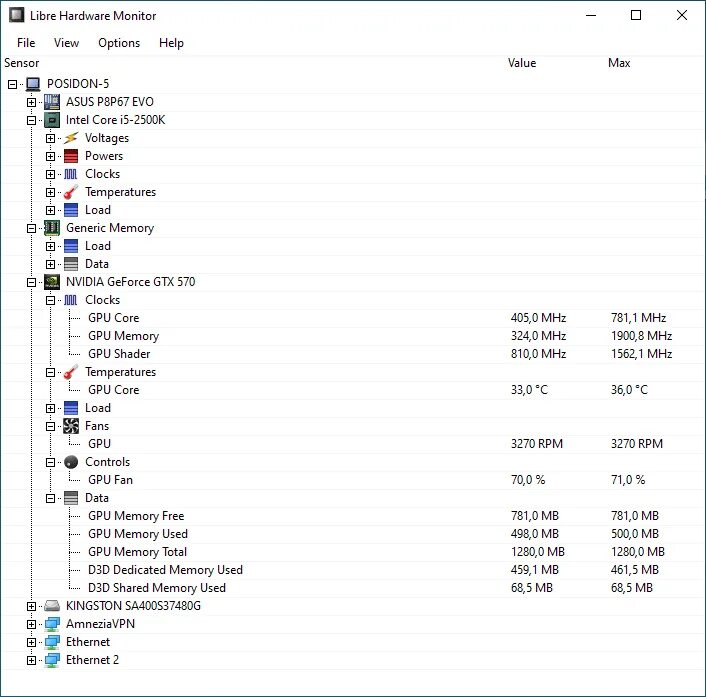 Libre Hardware Monitor
File View Options Help
Sensor Value Max
POSIDON-5
ASUS P8P67 EVO
Intel Core i5-2500K
Voltages
Powers
Clocks
Temperatures
Load
Generic Memory
Load
Data
NVIDIA GeForce GTX 570
Clocks
GPU Core 405,0 MHz 781,1 MHz
GPU Memory 324,0 MHz 1900,8 MHz
GPU Shader 810,0 MHz 1562,1 MHz
Temperatures
GPU Core 33,0 °C 36,0 °C
Load
Fans
GPU 3270 RPM 3270 RPM
Controls
GPU Fan 70,0 % 71,0 %
Data
GPU Memory Free 781,0 MB 781,0 MB
GPU Memory Used 498,0 MB 500,0 MB
GPU Memory Total 1280,0 MB 1280,0 MB
D3D Dedicated Memory Used 459,1 MB 461,5 MB
D3D Shared Memory Used 68,5 MB 68,5 MB
KINGSTON SA400S37480G
AmneziaVPN
Ethernet
Ethernet 2